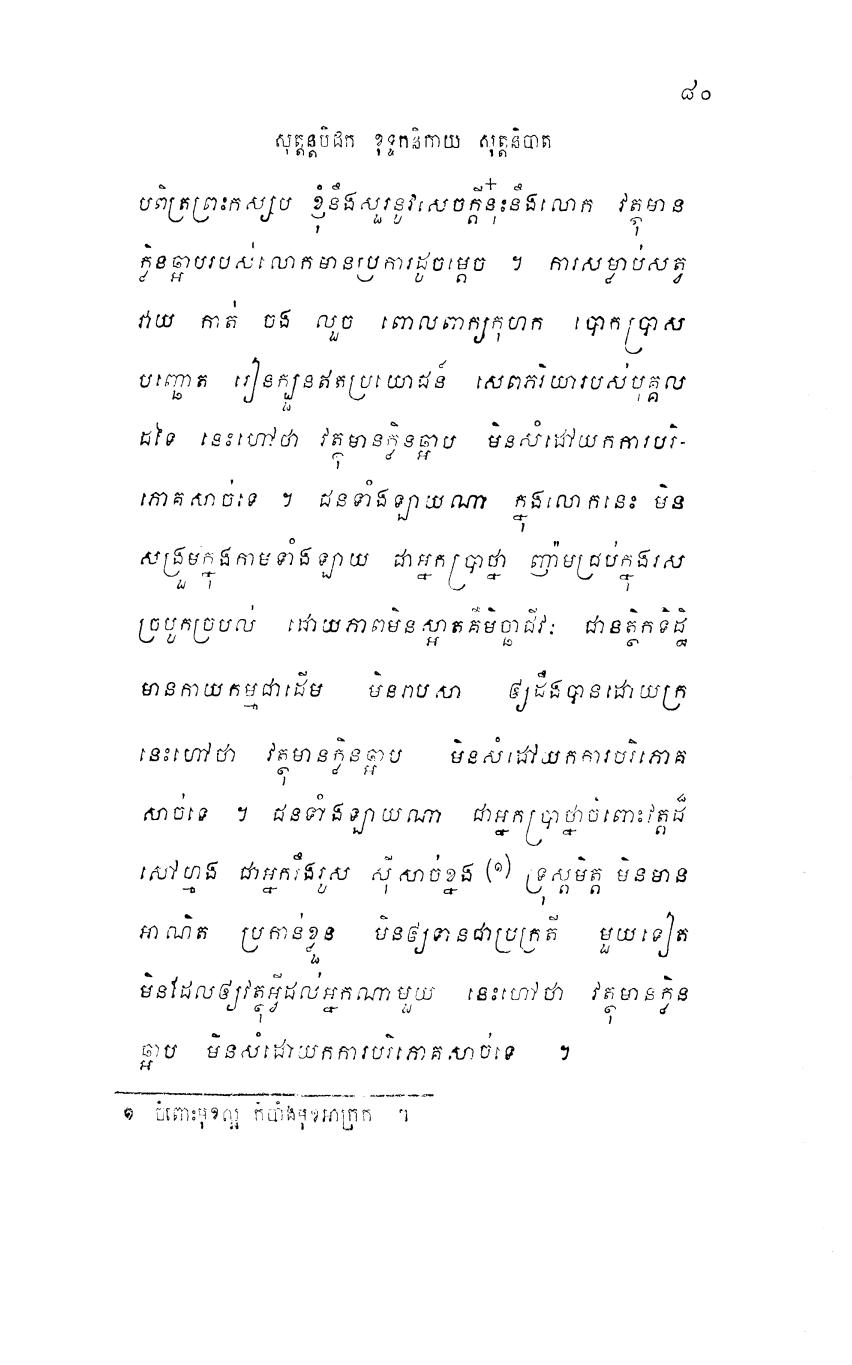 ៨០
សុត្តន្តបិដក ខុទ្ទកនិកាយ សុត្តនិបាត
បពិត្រព្រះកស្សប ខ្ញុំនឹងសួរនូវសេចក្តីនុ៎ះនឹងលោក វត្ថុមាន
ក្លិនឆ្អាបរបស់លោកមានប្រការដូចម្តេច ។ ការសម្លាប់សត្វ
វាយ កាត់ ចង លួច ពោលពាក្យកុហក បោកប្រាស
បញ្ឆោត រៀនក្បួនឥតប្រយោជន៍ សេពភរិយារបស់បុគ្គល
ដទៃ នេះហៅថា វត្ថុមានក្លិនឆ្អាប មិនសំដៅយកការបរិ-
ភោគសាច់ទេ ។ ជនទាំងឡាយណា ក្នុងលោកនេះ មិន
សង្រួមក្នុងកាមទាំងឡាយ ជាអ្នកប្រាថ្នា ញ៉ាមជ្រប់ក្នុងរស
ច្របូកច្របល់ ដោយភាពមិនស្អាតគឺមិច្ឆាជីវៈ ជានត្ថិកទិដ្ឋិ
មានកាយកម្មជាដើម មិនរាបសា ឲ្យដឹងបានដោយក្រ
នេះហៅថា វត្ថុមានក្លិនឆ្អាប មិនសំដៅយកការបរិភោគ
សាច់ទេ ។ ជនទាំងឡាយណា ជាអ្នកប្រាថ្នាចំពោះវត្តដ៏
សៅហ្មង ជាអ្នករឹងរូស ស៊ីសាច់ខ្នង (១) ទ្រុស្តមិត្ត មិនមាន
អាណិត ប្រកាន់ខ្លួន មិនឲ្យទានជាប្រក្រតី មួយទៀត
មិនដែលឲ្យវត្ថុអ្វីដល់អ្នកណាមួយ នេះហៅថា វត្ថុមានក្លិន
ឆ្អាប មិនសំដៅយកការបរិភោគសាច់ទេ ។
១ ចំពោះមុខល្អ កំបាំងមុខអាក្រក់ ។